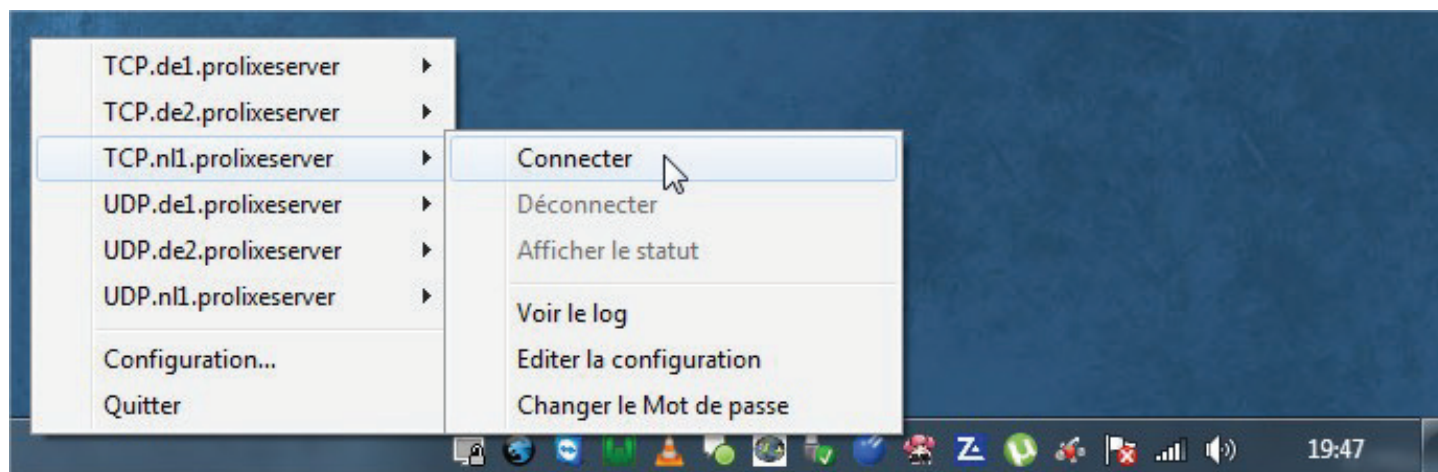 TCP.de1.prolixeserver
TCP.de2.prolixeserver
TCP.nl1.prolixeserver
UDP.de1.prolixeserver
UDP.de2.prolixeserver
UDP.nl1.prolixeserver
Configuration...
Quitter
Connecter
Déconnecter
Afficher le statut
Voir le log
Editer la configuration
Changer le Mot de passe
19:47